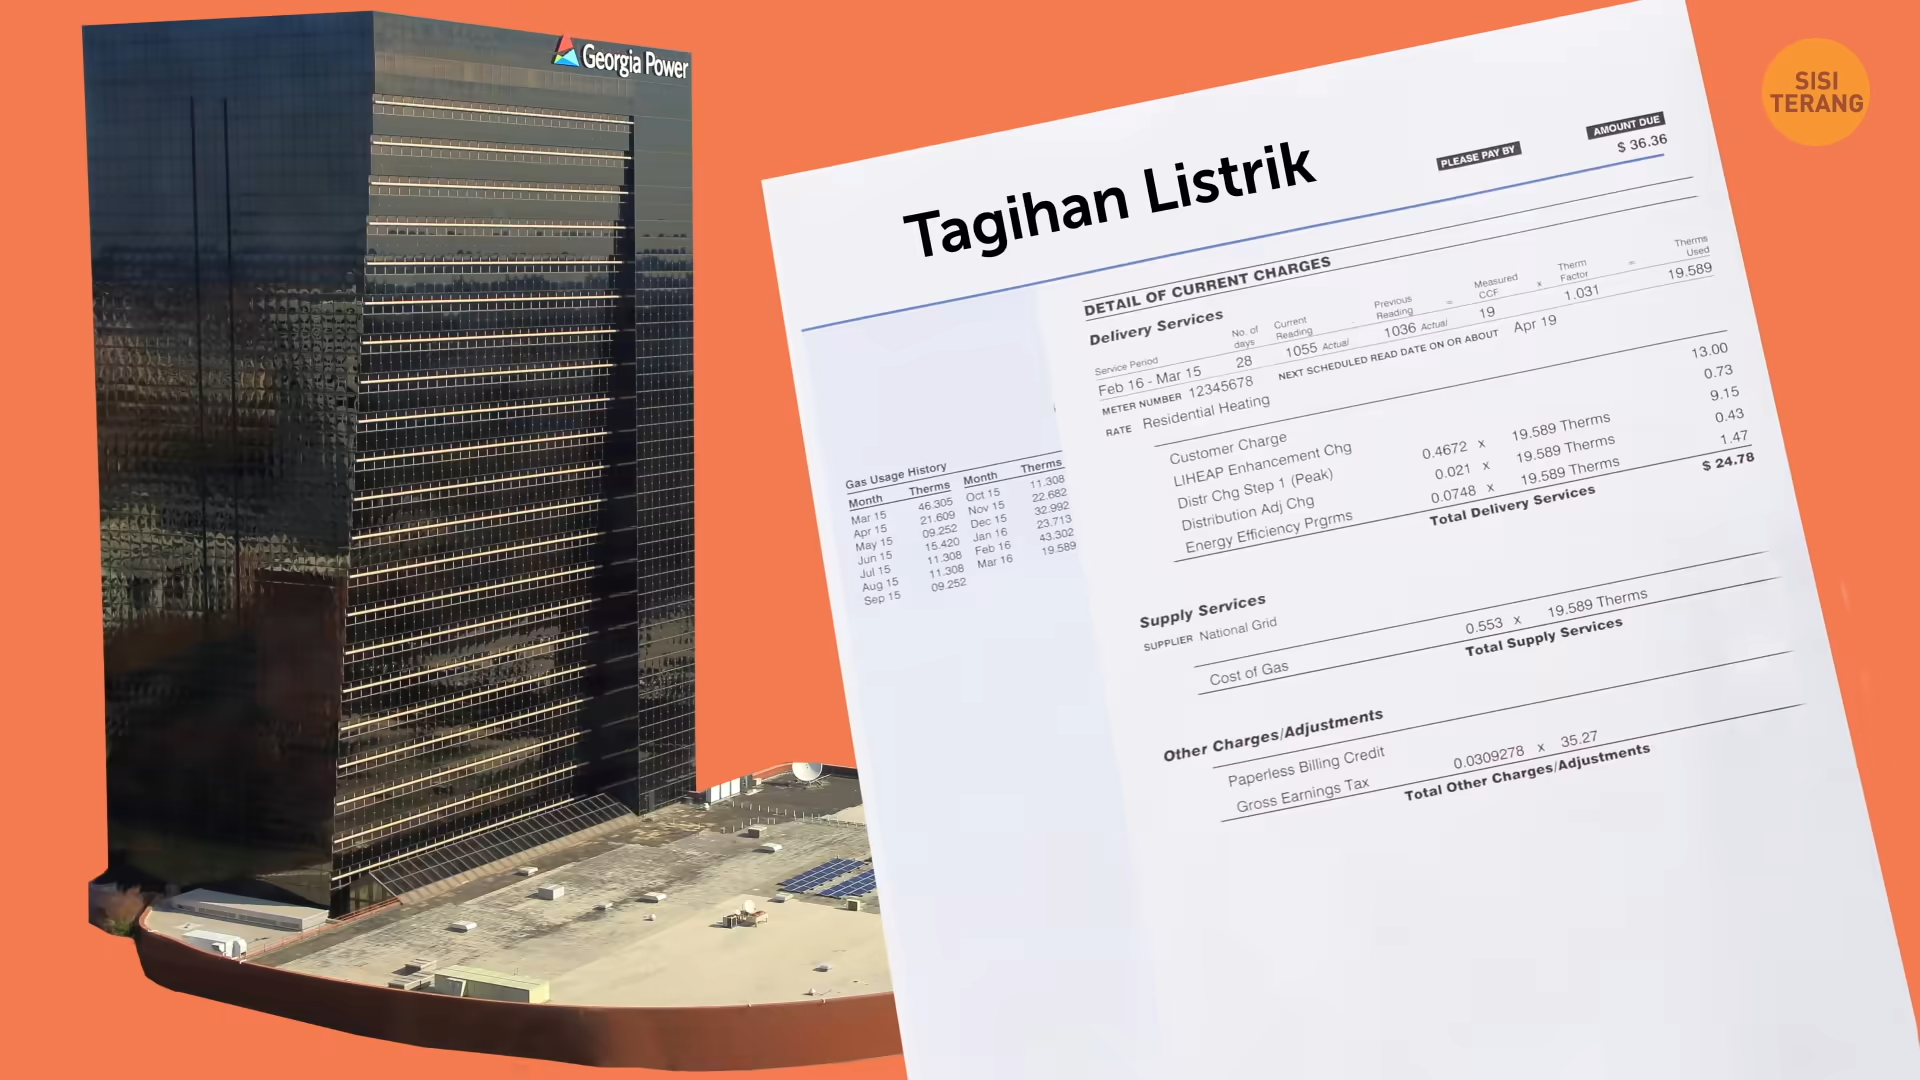 Georgia Power
SISI
TERANG
Tagihan Listrik
PLEASE PAY BY
AMOUNT DUE
$ 36.36
DETAIL OF CURRENT CHARGES
Delivery Services
Service Period No. of days Current Reading - Previous Reading = Measured CCF x Therm Factor = Therms Used
Feb 16 - Mar 15 28 1055 Actual 1036 Actual 19 1.031 19.589
METER NUMBER 12345678 NEXT SCHEDULED READ DATE ON OR ABOUT Apr 19
RATE Residential Heating
Customer Charge 13.00
LIHEAP Enhancement Chg 0.73
Distr Chg Step 1 (Peak) 0.4672 x 19.589 Therms 9.15
Distribution Adj Chg 0.021 x 19.589 Therms 0.43
Energy Efficiency Prgrms 0.0748 x 19.589 Therms 1.47
Total Delivery Services $ 24.78
Gas Usage History
Month Therms Month Therms
Mar 15 46.305 Oct 15 11.308
Apr 15 21.609 Nov 15 22.682
May 15 09.252 Dec 15 32.992
Jun 15 15.420 Jan 16 23.713
Jul 15 11.308 Feb 16 43.302
Aug 15 11.308 Mar 16 19.589
Sep 15 09.252
Supply Services
SUPPLIER National Grid
Cost of Gas 0.553 x 19.589 Therms
Total Supply Services
Other Charges/Adjustments
Paperless Billing Credit
Gross Earnings Tax 0.0309278 x 35.27
Total Other Charges/Adjustments